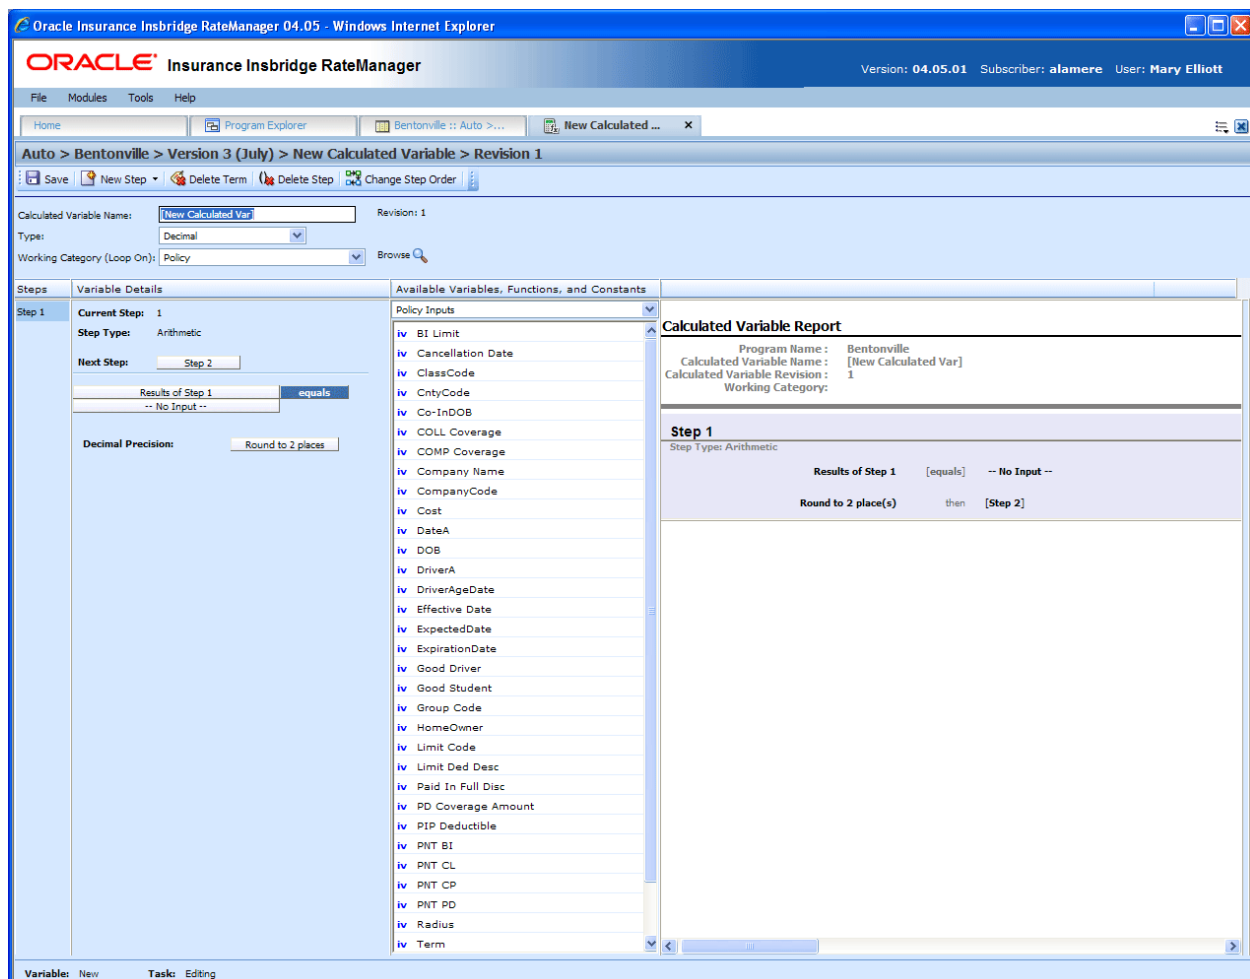 Oracle Insurance Insbridge RateManager 04.05 - Windows Internet Explorer
ORACLE Insurance Insbridge RateManager
Version: 04.05.01 Subscriber: alamere User: Mary Elliott
File Modules Tools Help
Home Program Explorer Bentonville :: Auto >... New Calculated ... x
Auto > Bentonville > Version 3 (July) > New Calculated Variable > Revision 1
Save New Step Delete Term Delete Step Change Step Order
Calculated Variable Name: [New Calculated Var] Revision: 1
Type: Decimal
Working Category (Loop On): Policy Browse
Steps Variable Details Available Variables, Functions, and Constants
Step 1
Current Step: 1
Step Type: Arithmetic
Next Step: Step 2
Results of Step 1 equals
-- No Input --
Decimal Precision: Round to 2 places
Policy Inputs
iv BI Limit
iv Cancellation Date
iv ClassCode
iv CntyCode
iv Co-InDOB
iv COLL Coverage
iv COMP Coverage
iv Company Name
iv CompanyCode
iv Cost
iv DateA
iv DOB
iv DriverA
iv DriverAgeDate
iv Effective Date
iv ExpectedDate
iv ExpirationDate
iv Good Driver
iv Good Student
iv Group Code
iv HomeOwner
iv Limit Code
iv Limit Ded Desc
iv Paid In Full Disc
iv PD Coverage Amount
iv PIP Deductible
iv PNT BI
iv PNT CL
iv PNT CP
iv PNT PD
iv Radius
iv Term
Calculated Variable Report
Program Name : Bentonville
Calculated Variable Name : [New Calculated Var]
Calculated Variable Revision : 1
Working Category:
Step 1
Step Type: Arithmetic
Results of Step 1 [equals] -- No Input --
Round to 2 place(s) then [Step 2]
Variable: New Task: Editing